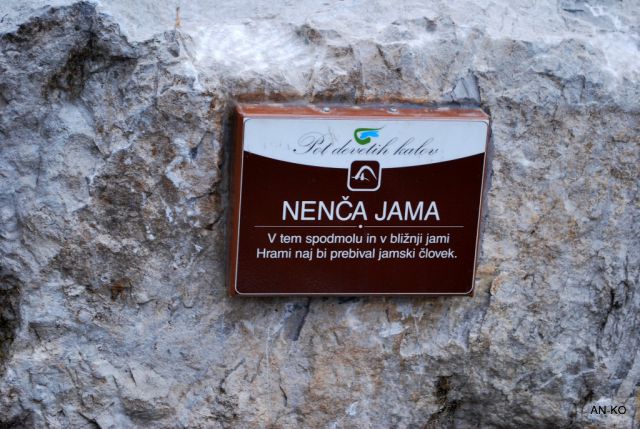 Pot devetih kalov
NENČA JAMA
V tem spodmolu in v bližnji jami
Hrami naj bi prebival jamski človek.
AN-KO